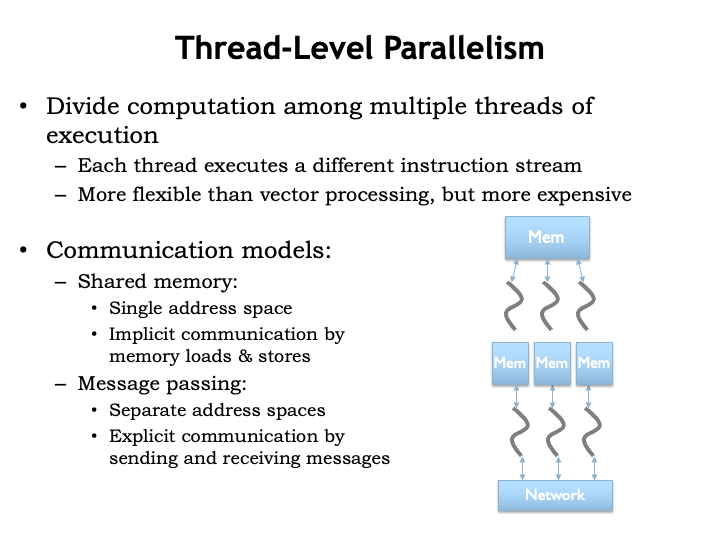 Thread-Level Parallelism
• Divide computation among multiple threads of
execution
– Each thread executes a different instruction stream
– More flexible than vector processing, but more expensive
• Communication models:
– Shared memory:
• Single address space
• Implicit communication by
memory loads & stores
– Message passing:
• Separate address spaces
• Explicit communication by
sending and receiving messages
Mem
Mem Mem Mem
Network